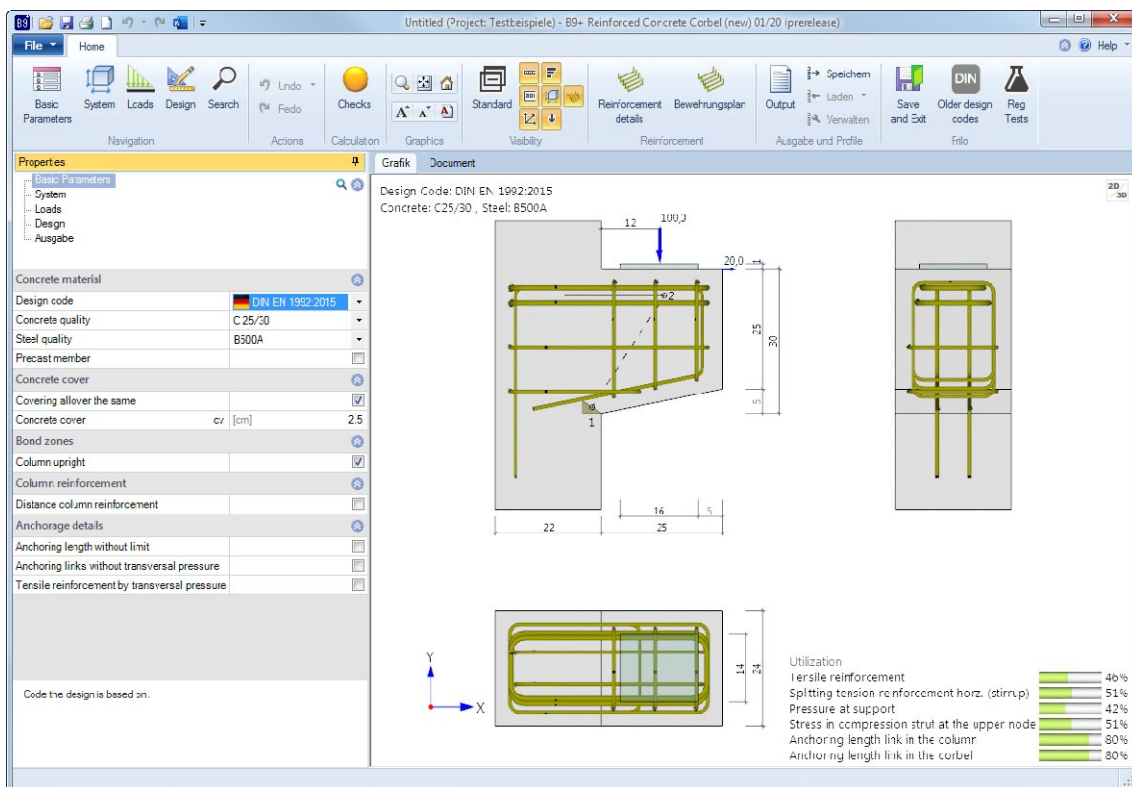 B9
Untitled (Project: Testbeispiele) - B9+ Reinforced Concrete Corbel (new) 01/20 (prerelease)
File Home Help
Basic Parameters
System
Loads
Design
Search
Navigation
Undo
Redo
Actions
Checks
Calculation
Graphics
Standard
Visibility
Reinforcement details
Bewehrungsplan
Reinforcement
Output
Speichern
Laden
Verwalten
Ausgabe und Profile
Save and Exit
DIN
Older design codes
Reg Tests
Frilo
Properties
Basic Parameters
System
Loads
Design
Ausgabe
Concrete material
Design code DIN EN 1992:2015
Concrete quality C 25/30
Steel quality B500A
Precast member
Concrete cover
Covering allover the same
Concrete cover cv [cm] 2.5
Bond zones
Column upright
Column reinforcement
Distance column reinforcement
Anchorage details
Anchoring length without limit
Anchoring links without transversal pressure
Tensile reinforcement by transversal pressure
Code the design is based on.
Grafik Document
Design Code: DIN EN 1992:2015
Concrete: C25/30 , Steel: B500A
2D/3D
12
100,0
20,0
1
2
25
30
5
1
16
5
22
25
14
24
Y
X
Utilization
Tensile reinforcement 46%
Splitting tension reinforcement horz. (stirrup) 51%
Pressure at support 42%
Stress in compression strut at the upper node 51%
Anchoring length link in the column 80%
Anchoring length link in the corbel 80%